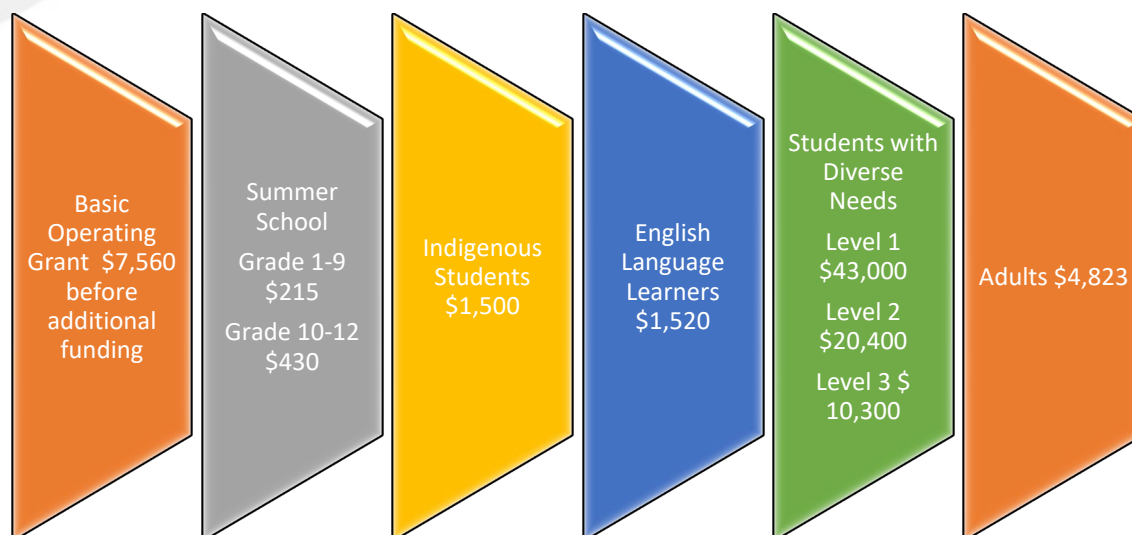 Basic
Operating
Grant  $7,560
before
additional
funding
Summer
School
Grade 1-9
$215
Grade 10-12
$430
Indigenous
Students
$1,500
English
Language
Learners
$1,520
Students with
Diverse
Needs
Level 1
$43,000
Level 2
$20,400
Level 3 $
10,300
Adults $4,823